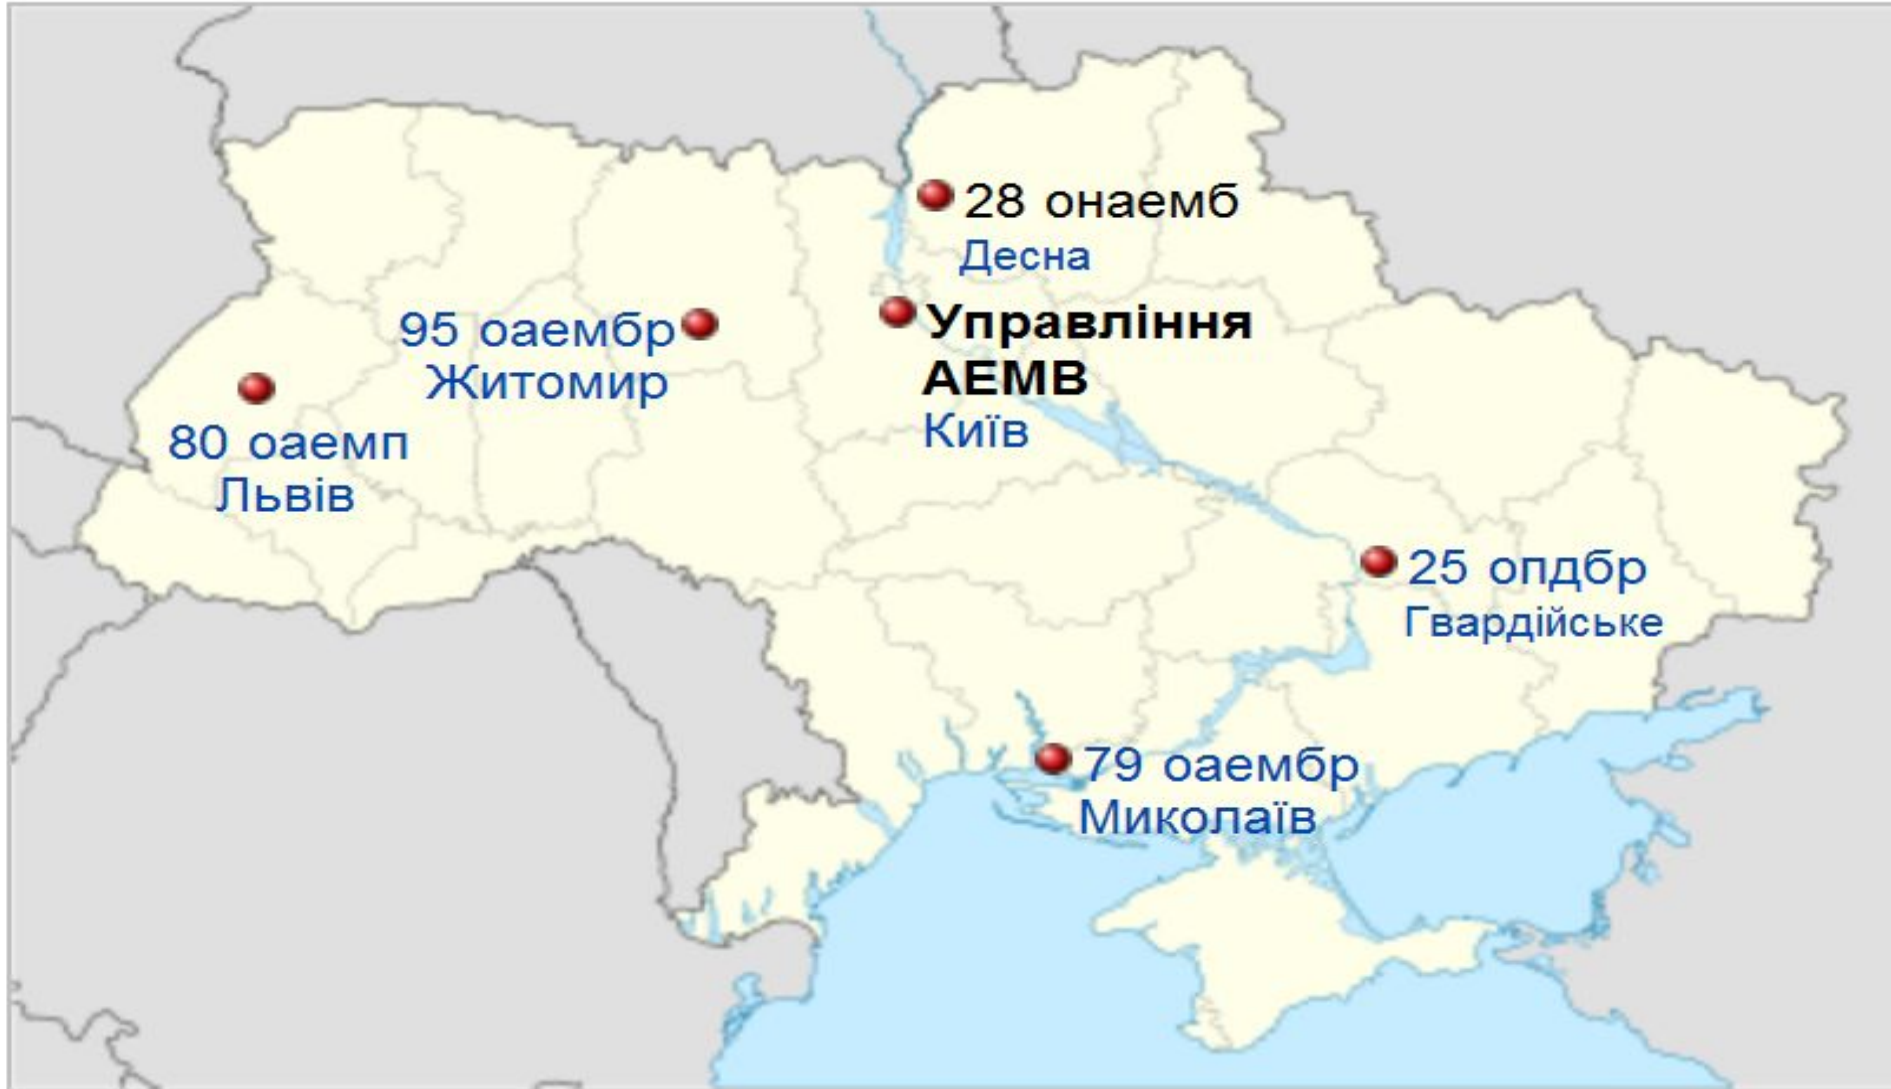 28 онаемб
Десна
Управління
АЕМВ
Київ
95 оаембр
Житомир
80 оаемп
Львів
25 опдбр
Гвардійське
79 оаембр
Миколаїв